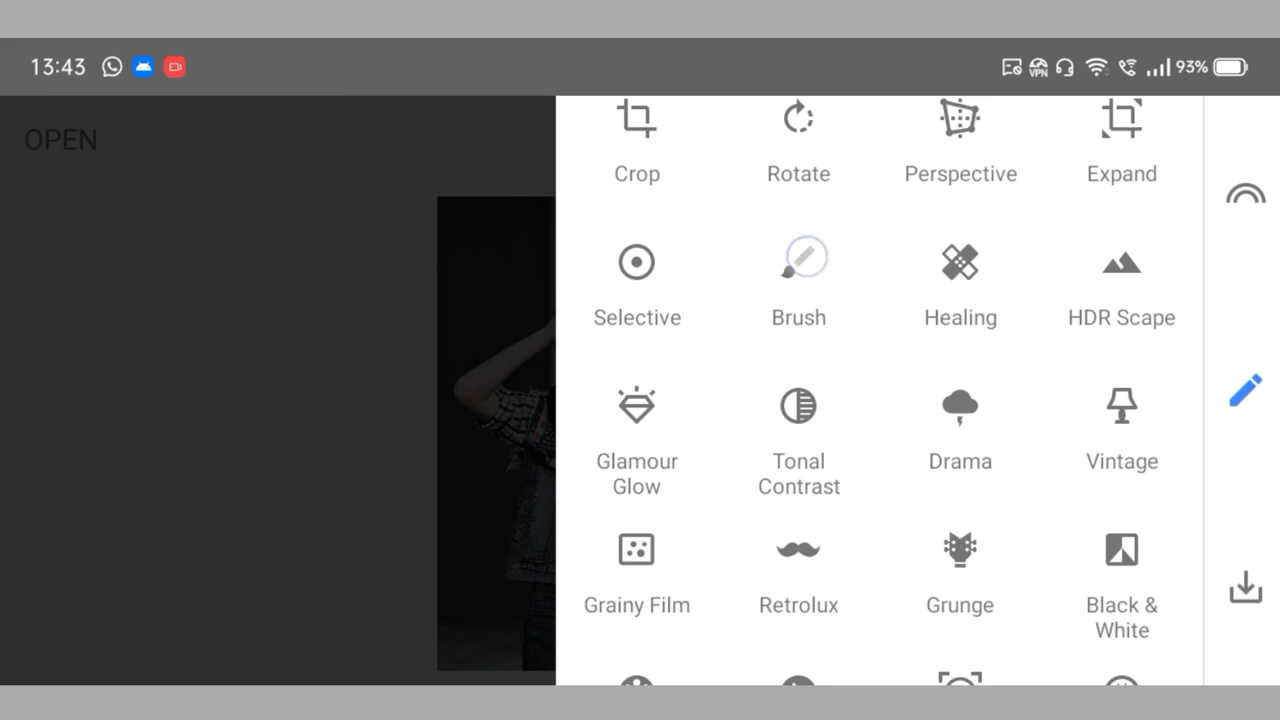 13:43
VPN
93%
OPEN
Crop
Rotate
Perspective
Expand
Selective
Brush
Healing
HDR Scape
Glamour
Glow
Tonal
Contrast
Drama
Vintage
Grainy Film
Retrolux
Grunge
Black &
White